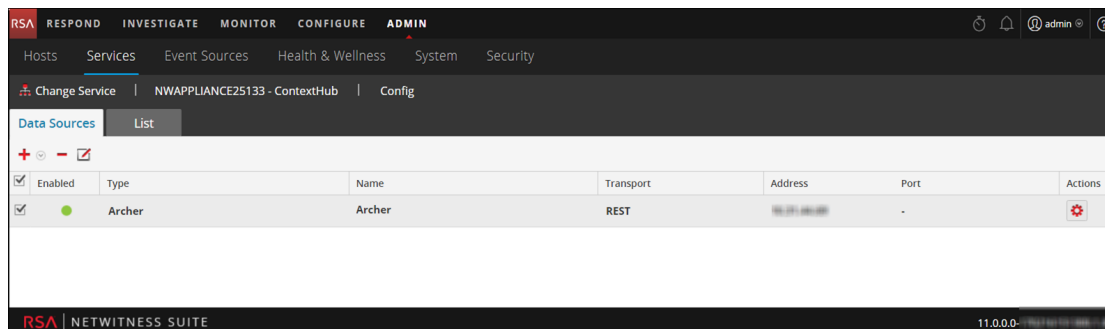 RSA RESPOND INVESTIGATE MONITOR CONFIGURE ADMIN admin
Hosts Services Event Sources Health & Wellness System Security
Change Service | NWAPPLIANCE25133 - ContextHub | Config
Data Sources List
Enabled Type Name Transport Address Port Actions
Archer Archer REST -
RSA | NETWITNESS SUITE 11.0.0.0-